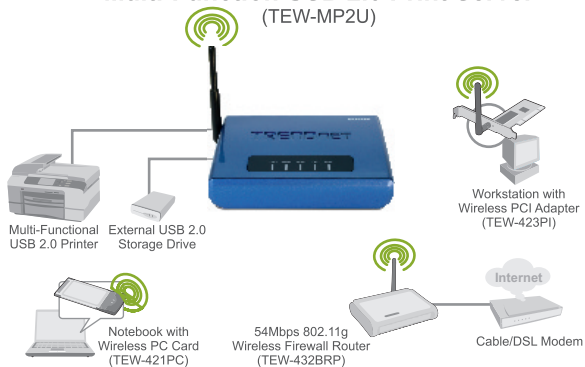 (TEW-MP2U)
TRENDNET
Multi-Functional
USB 2.0 Printer
External USB 2.0
Storage Drive
Workstation with
Wireless PCI Adapter
(TEW-423PI)
Notebook with
Wireless PC Card
(TEW-421PC)
54Mbps 802.11g
Wireless Firewall Router
(TEW-432BRP)
Internet
Cable/DSL Modem